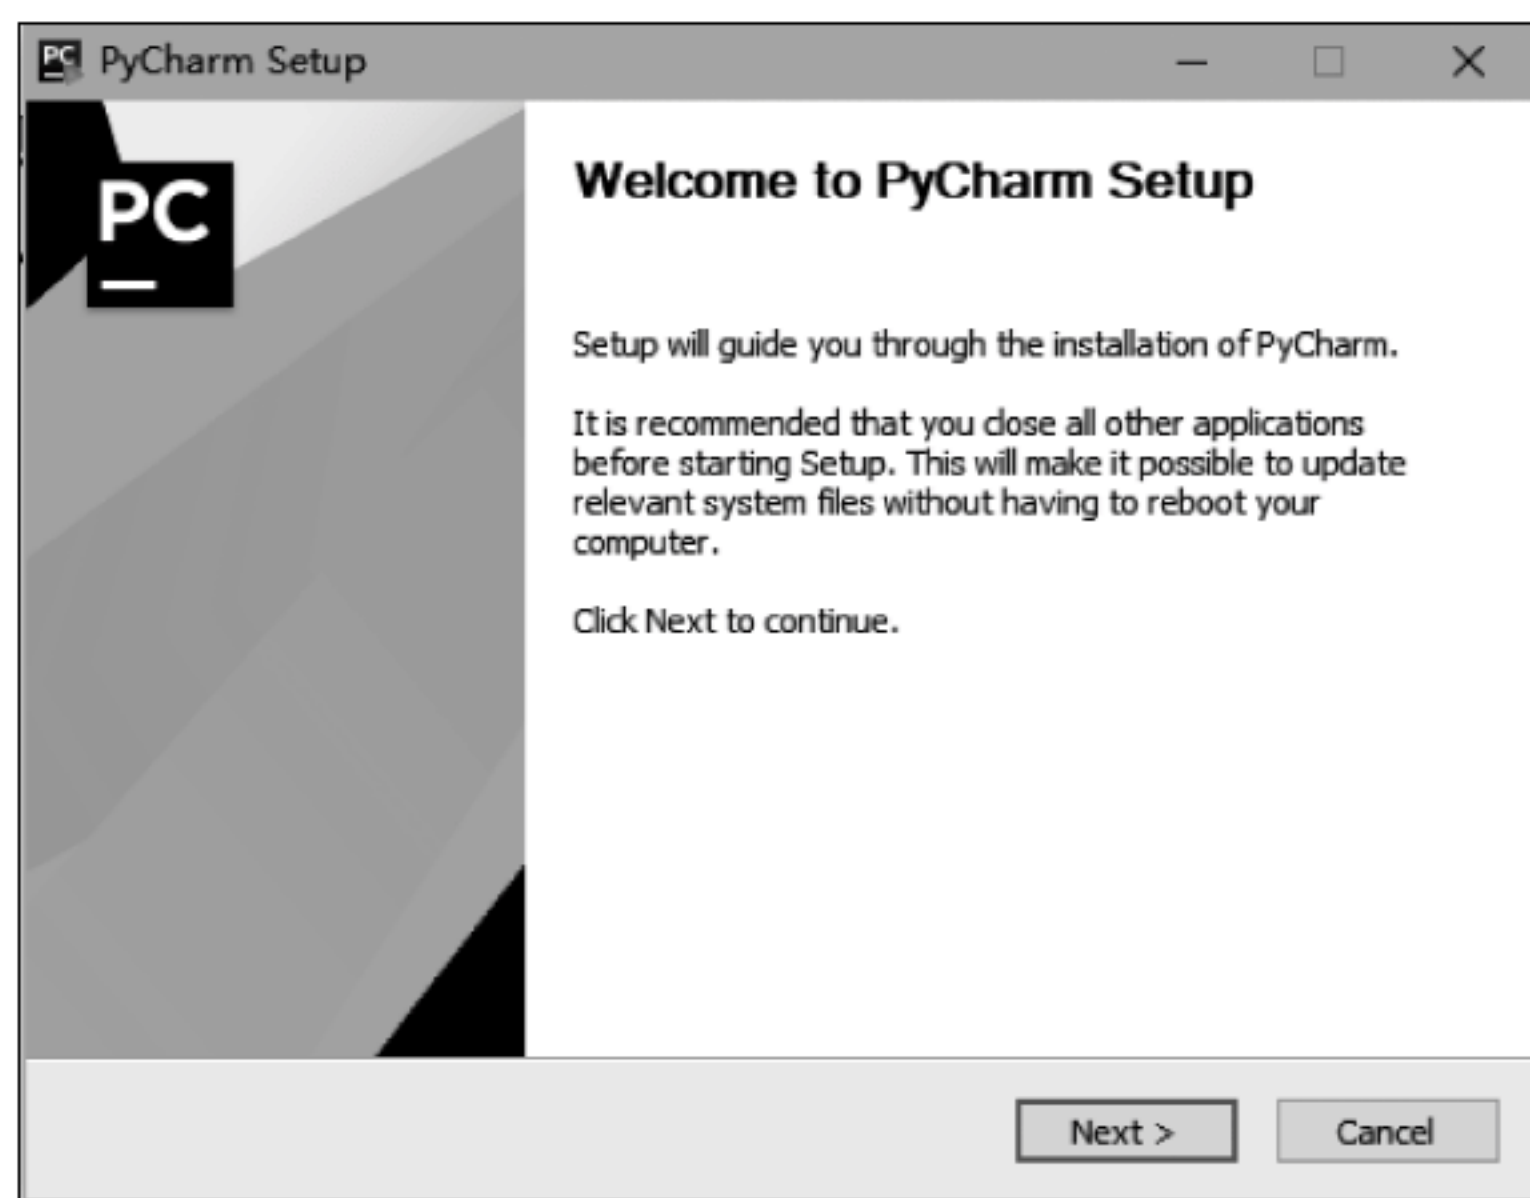 PC PyCharm Setup
PC
Welcome to PyCharm Setup
Setup will guide you through the installation of PyCharm.
It is recommended that you close all other applications
before starting Setup. This will make it possible to update
relevant system files without having to reboot your
computer.
Click Next to continue.
Next >
Cancel